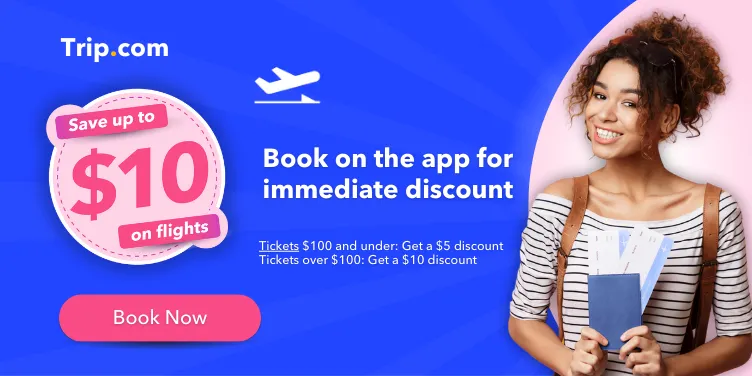 Trip.com
Save up to
$10
on flights
Book on the app for
immediate discount
Tickets $100 and under: Get a $5 discount
Tickets over $100: Get a $10 discount
Book Now